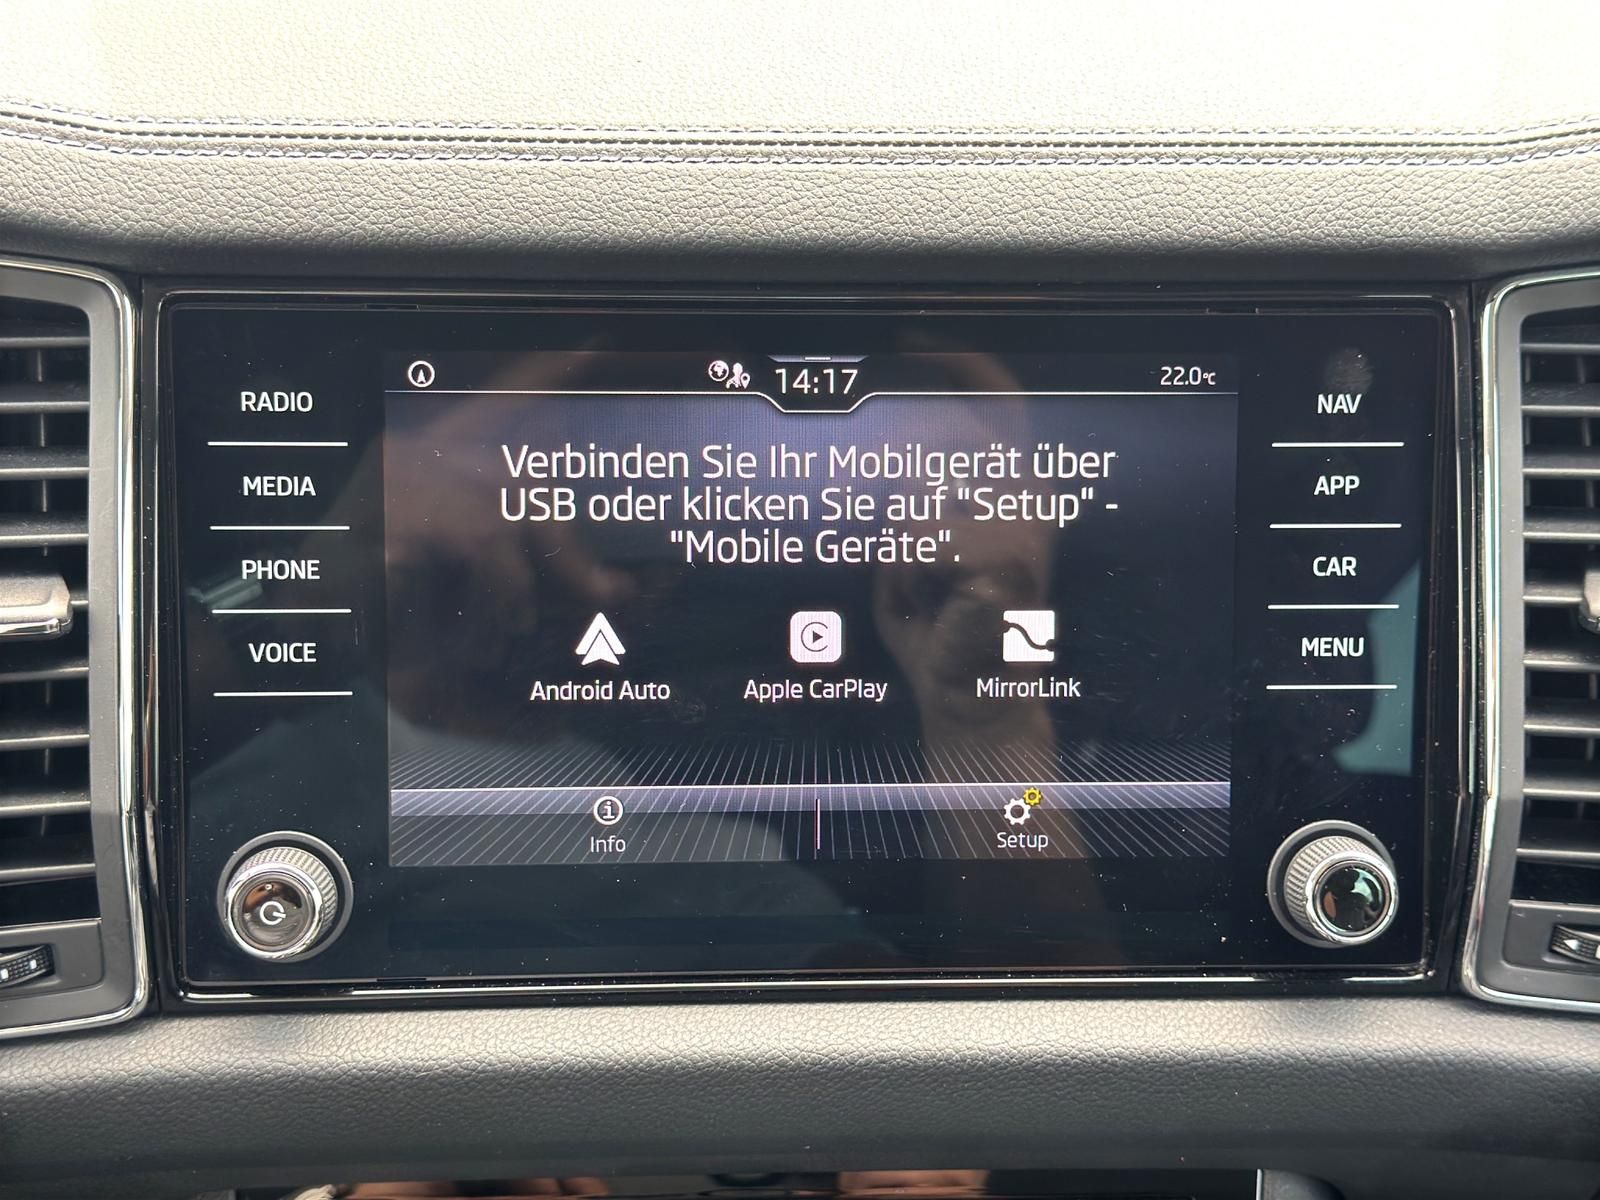 14:17
22.0°C
RADIO
MEDIA
PHONE
VOICE
Verbinden Sie Ihr Mobilgerät über
USB oder klicken Sie auf "Setup" -
"Mobile Geräte".
Android Auto
Apple CarPlay
MirrorLink
Info
Setup
NAV
APP
CAR
MENU